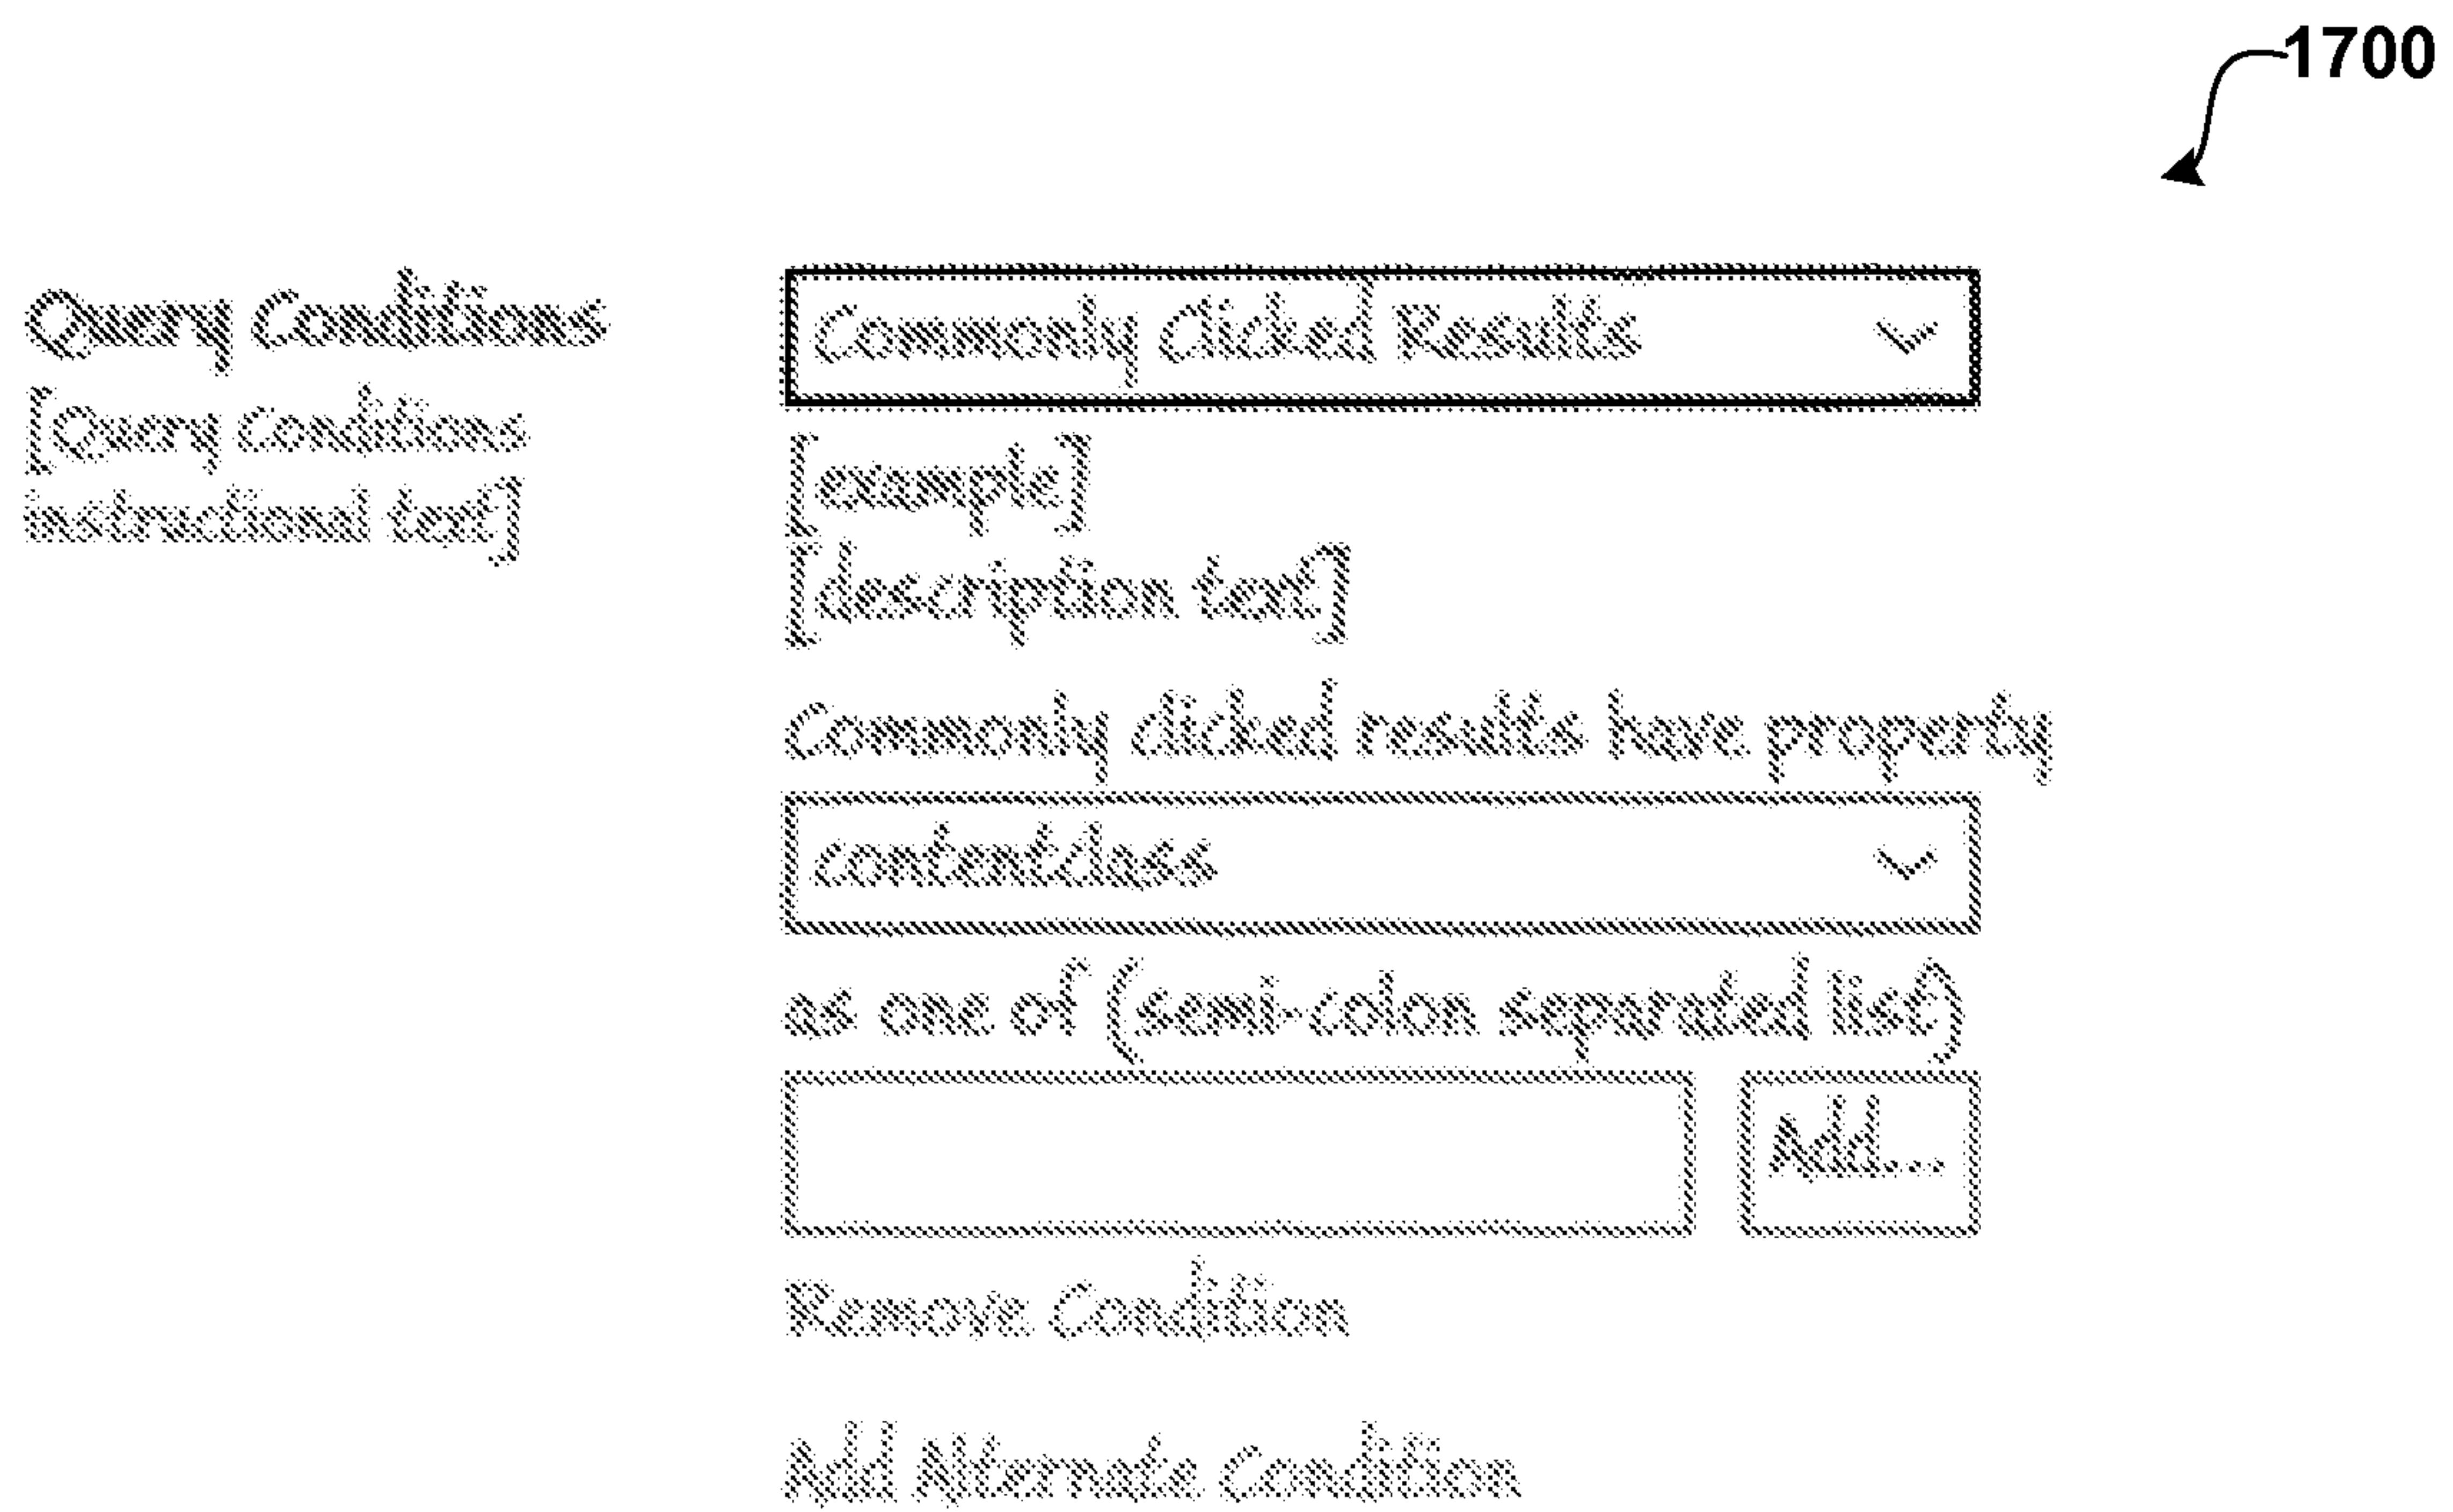 1700
Query Conditions
[Query Conditions
instructional text]
Commonly Clicked Results
[example]
[description text]
Commonly clicked results have property
contentclass
as one of (semi-colon separated list)
Add...
Remove Condition
Add Alternate Condition